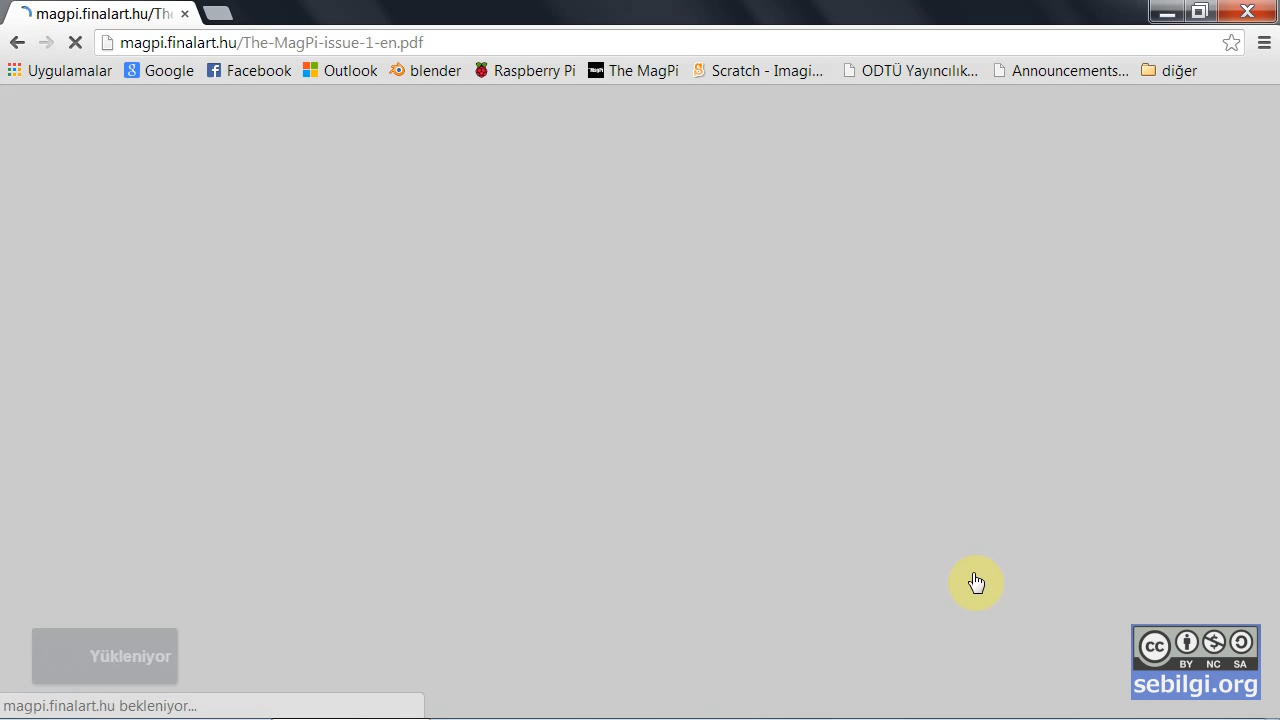 magpi.finalart.hu/The
magpi.finalart.hu/The-MagPi-issue-1-en.pdf
Uygulamalar Google Facebook Outlook blender Raspberry Pi The MagPi Scratch - Imagi... ODTÜ Yayıncılık... Announcements... diğer
Yükleniyor
magpi.finalart.hu bekleniyor...
cc BY NC SA
sebilgi.org